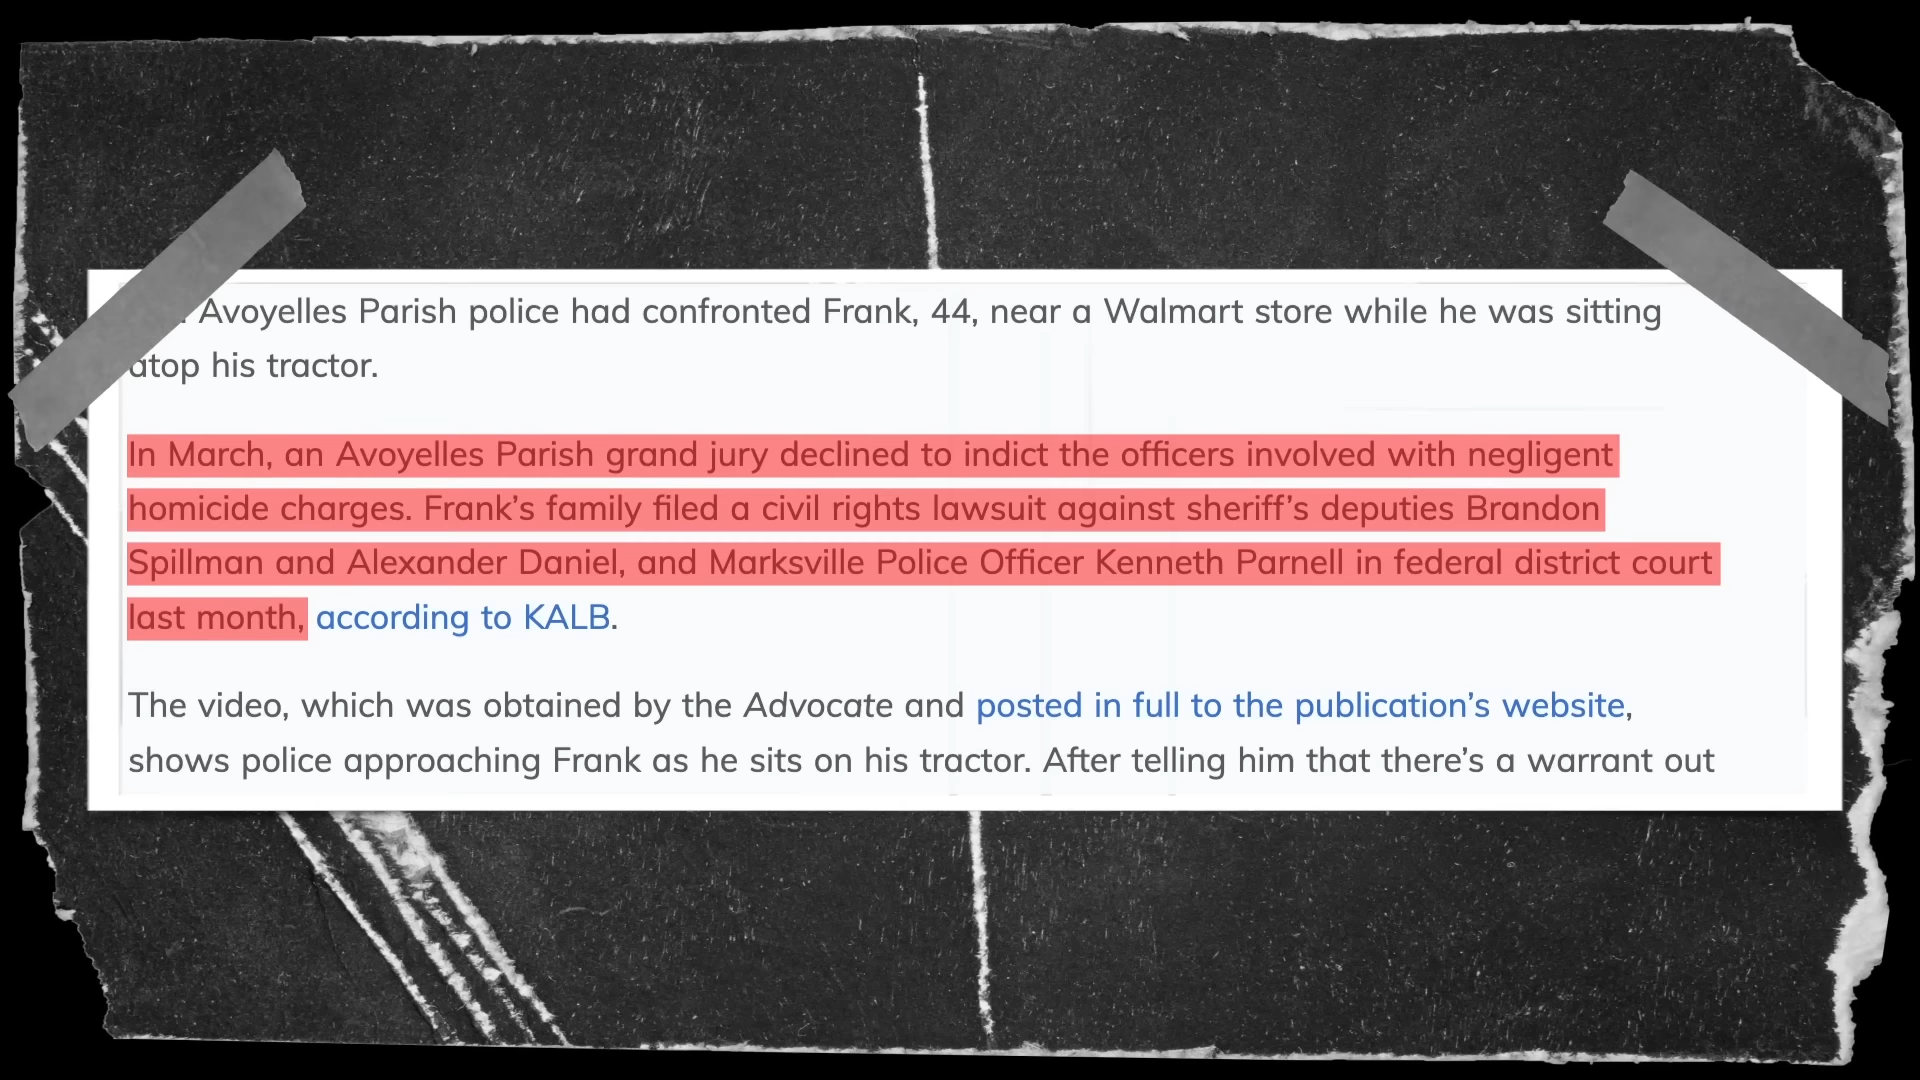 Avoyelles Parish police had confronted Frank, 44, near a Walmart store while he was sitting
atop his tractor.
In March, an Avoyelles Parish grand jury declined to indict the officers involved with negligent
homicide charges. Frank’s family filed a civil rights lawsuit against sheriff’s deputies Brandon
Spillman and Alexander Daniel, and Marksville Police Officer Kenneth Parnell in federal district court
last month, according to KALB.
The video, which was obtained by the Advocate and posted in full to the publication’s website,
shows police approaching Frank as he sits on his tractor. After telling him that there’s a warrant out